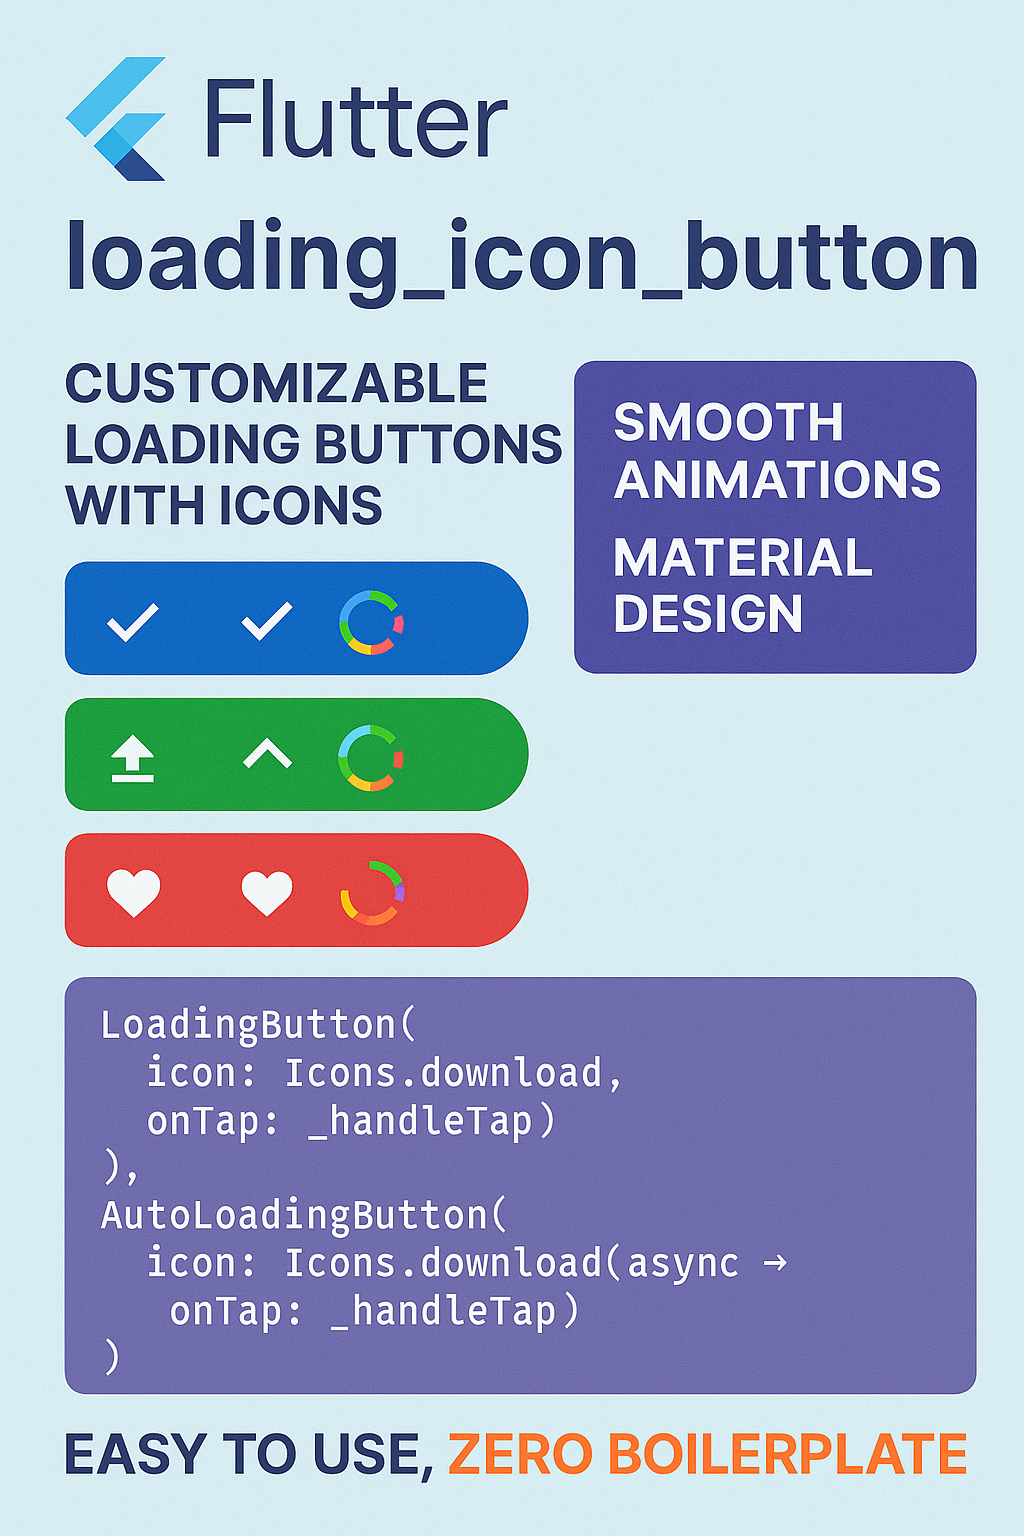 Flutter
loading_icon_button
CUSTOMIZABLE
LOADING BUTTONS
WITH ICONS
SMOOTH
ANIMATIONS
MATERIAL
DESIGN
LoadingButton(
  icon: Icons.download,
  onTap: _handleTap)
),
AutoLoadingButton(
  icon: Icons.download(async →
   onTap: _handleTap)
)
EASY TO USE, ZERO BOILERPLATE